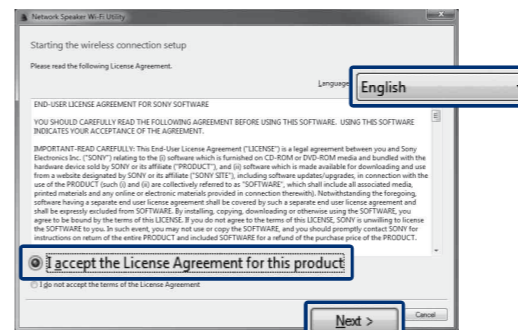 Network Speaker Wi-Fi Utility
Starting the wireless connection setup
Please read the following License Agreement.
Language
English
END-USER LICENSE AGREEMENT FOR SONY SOFTWARE
YOU SHOULD CAREFULLY READ THE FOLLOWING AGREEMENT BEFORE USING THIS SOFTWARE. USING THIS SOFTWARE
INDICATES YOUR ACCEPTANCE OF THE AGREEMENT.
IMPORTANT-READ CAREFULLY: This End-User License Agreement ("LICENSE") is a legal agreement between you and Sony
Electronics Inc. ("SONY") relating to the (i) software which is furnished on CD-ROM or DVD-ROM media and bundled with the
hardware device sold by SONY or its affiliate ("PRODUCT"), and (ii) software which is made available for downloading and use
from a website designated by SONY or its affiliate ("SONY SITE"), including software updates/upgrades, in connection with the
use of the PRODUCT (such (i) and (ii) are collectively referred to as "SOFTWARE", which shall include all associated media,
printed materials and any online or electronic materials provided in connection therewith). Notwithstanding the foregoing,
software having a separate end user license agreement shall be covered by such a separate end user license agreement and
shall be expressly excluded from SOFTWARE. By installing, copying, downloading or otherwise using the SOFTWARE, you
agree to be bound by the terms of this LICENSE. If you do not agree to the terms of this LICENSE, SONY is unwilling to license
the SOFTWARE to you. In such event, you may not use or copy the SOFTWARE, and you should promptly contact SONY for
instructions on return of the entire PRODUCT and included SOFTWARE for a refund of the purchase price of the PRODUCT.
I accept the License Agreement for this product
I do not accept the terms of the License Agreement
Next >
Cancel